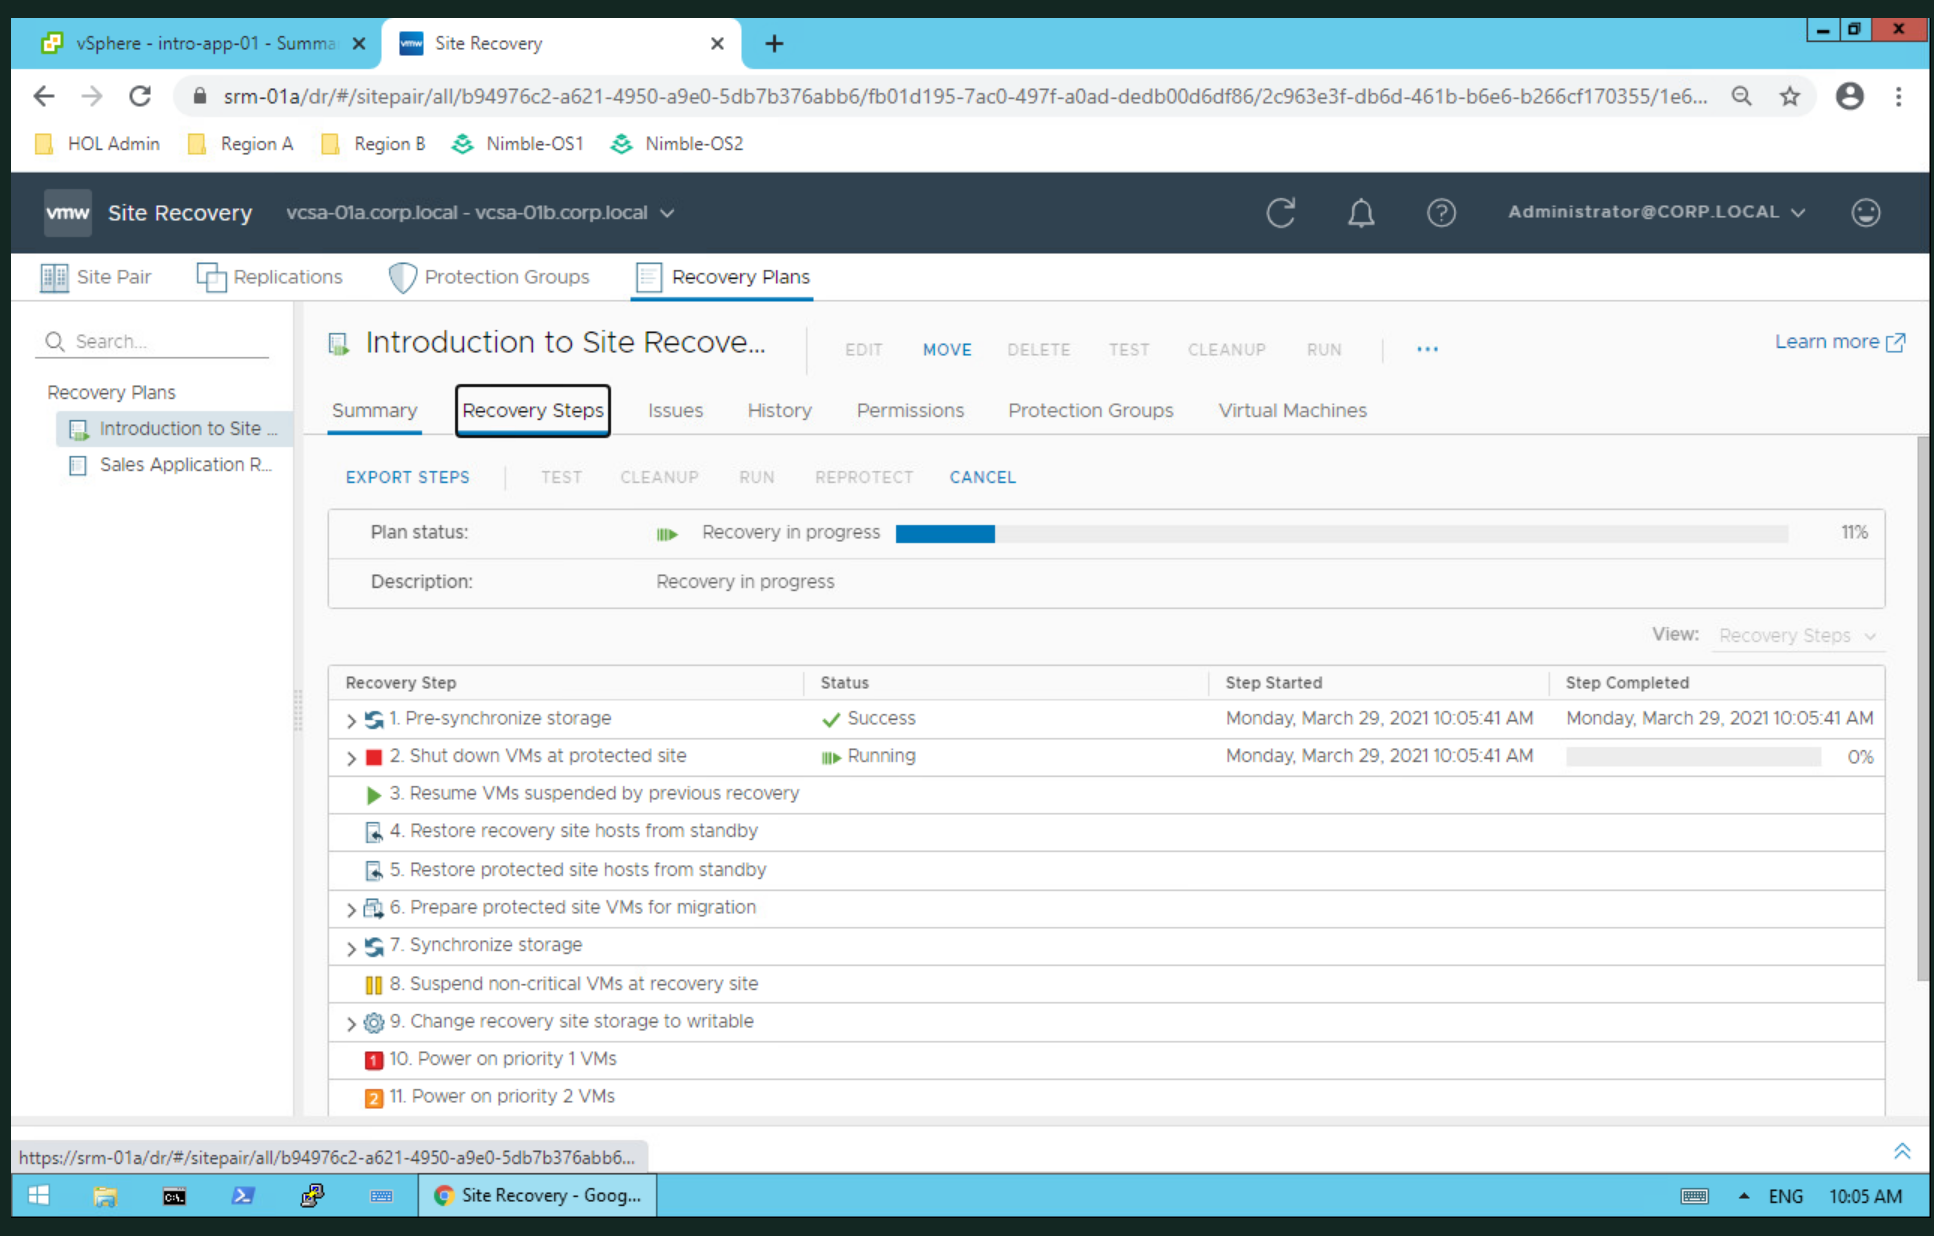 vSphere - intro-app-01 - Summa
vmw Site Recovery
srm-01a/dr/#/sitepair/all/b94976c2-a621-4950-a9e0-5db7b376abb6/fb01d195-7ac0-497f-a0ad-dedb00d6df86/2c963e3f-db6d-461b-b6e6-b266cf170355/1e6...
HOL Admin Region A Region B Nimble-OS1 Nimble-OS2
vmw Site Recovery vcsa-01a.corp.local - vcsa-01b.corp.local Administrator@CORP.LOCAL
Site Pair Replications Protection Groups Recovery Plans
Search...
Recovery Plans
Introduction to Site ...
Sales Application R...
Introduction to Site Recove... EDIT MOVE DELETE TEST CLEANUP RUN ... Learn more
Summary Recovery Steps Issues History Permissions Protection Groups Virtual Machines
EXPORT STEPS TEST CLEANUP RUN REPROTECT CANCEL
Plan status: Recovery in progress 11%
Description: Recovery in progress
View: Recovery Steps
Recovery Step Status Step Started Step Completed
1. Pre-synchronize storage Success Monday, March 29, 2021 10:05:41 AM Monday, March 29, 2021 10:05:41 AM
2. Shut down VMs at protected site Running Monday, March 29, 2021 10:05:41 AM 0%
3. Resume VMs suspended by previous recovery
4. Restore recovery site hosts from standby
5. Restore protected site hosts from standby
6. Prepare protected site VMs for migration
7. Synchronize storage
8. Suspend non-critical VMs at recovery site
9. Change recovery site storage to writable
1 10. Power on priority 1 VMs
2 11. Power on priority 2 VMs
https://srm-01a/dr/#/sitepair/all/b94976c2-a621-4950-a9e0-5db7b376abb6...
C:\. Site Recovery - Goog... ENG 10:05 AM